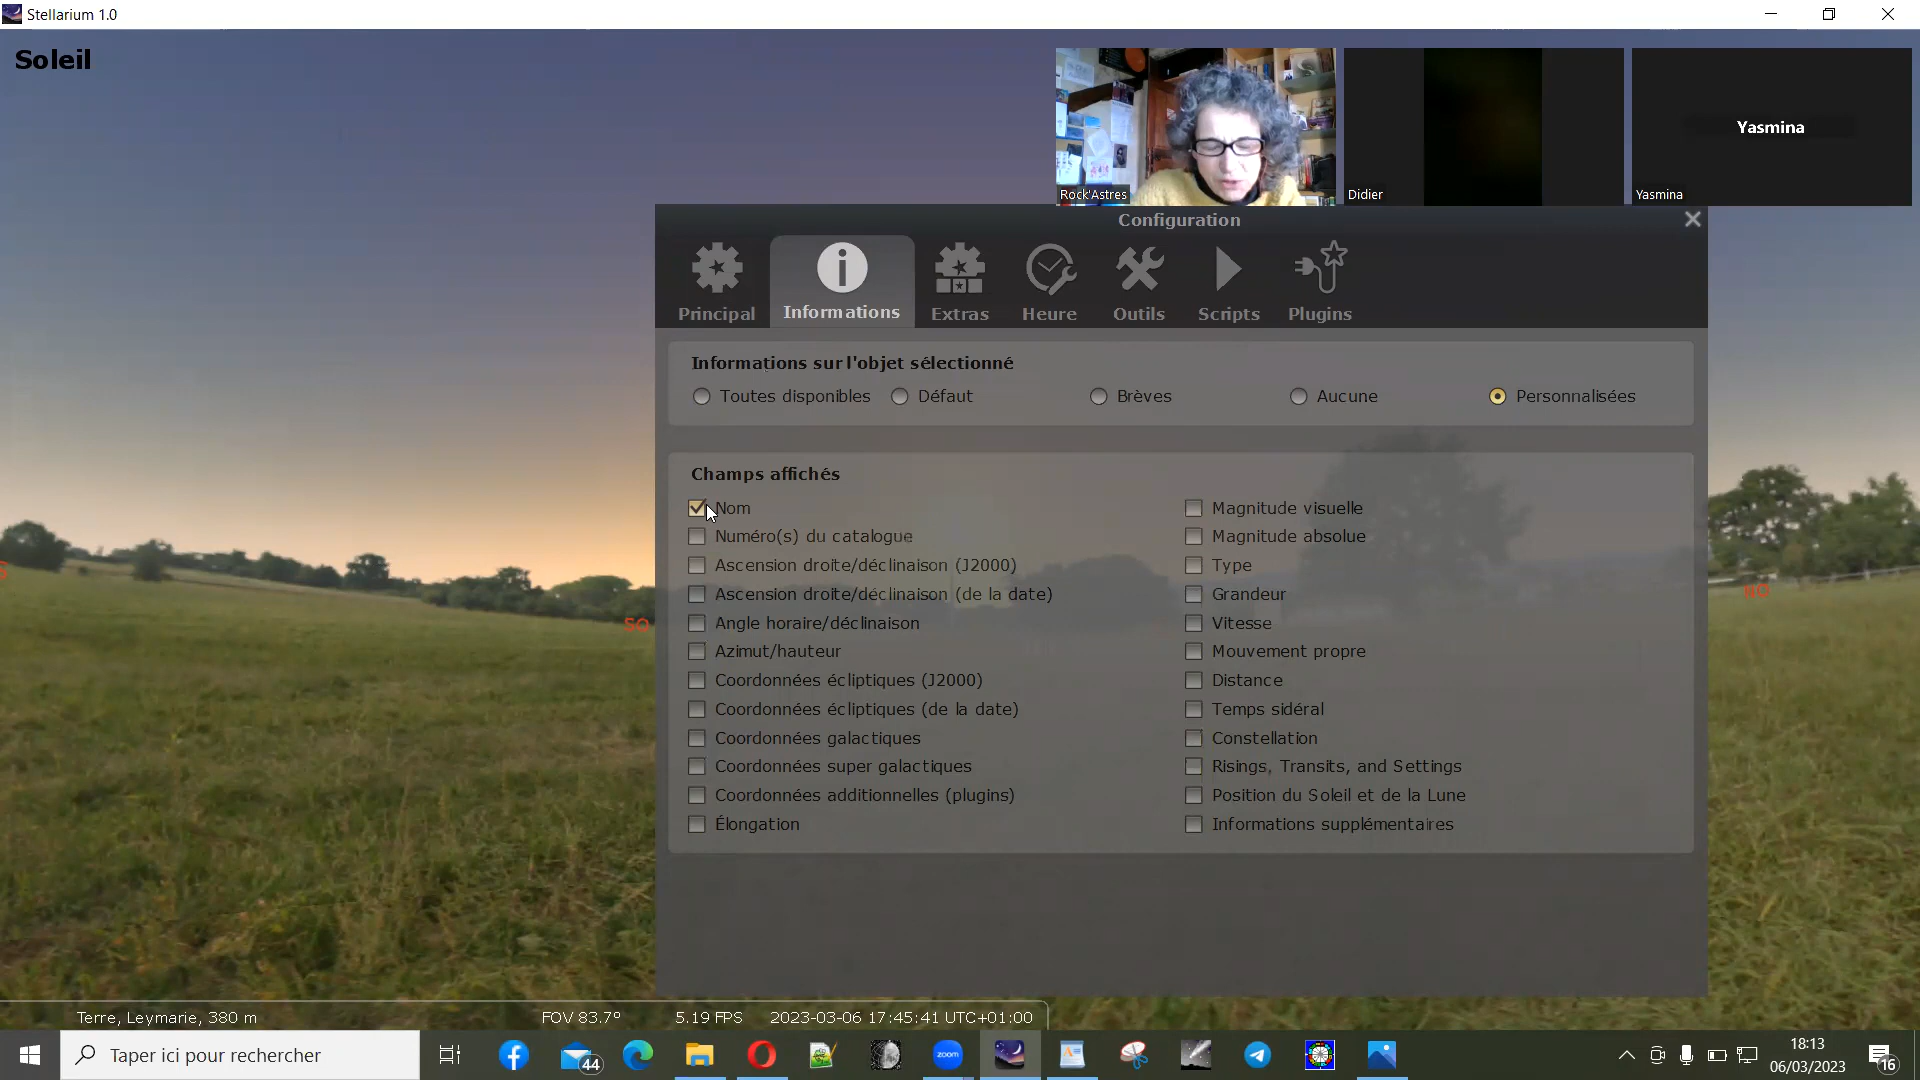 Stellarium 1.0
Soleil
Rock'Astres
Didier
Yasmina
Yasmina
Configuration
Principal
Informations
Extras
Heure
Outils
Scripts
Plugins
Informations sur l'objet sélectionné
Toutes disponibles
Défaut
Brèves
Aucune
Personnalisées
Champs affichés
Nom
Numéro(s) du catalogue
Ascension droite/déclinaison (J2000)
Ascension droite/déclinaison (de la date)
Angle horaire/déclinaison
Azimut/hauteur
Coordonnées écliptiques (J2000)
Coordonnées écliptiques (de la date)
Coordonnées galactiques
Coordonnées super galactiques
Coordonnées additionnelles (plugins)
Élongation
Magnitude visuelle
Magnitude absolue
Type
Grandeur
Vitesse
Mouvement propre
Distance
Temps sidéral
Constellation
Risings, Transits, and Settings
Position du Soleil et de la Lune
Informations supplémentaires
S
SO
NO
Terre, Leymarie, 380 m
FOV 83.7°
5.19 FPS
2023-03-06 17:45:41 UTC+01:00
Taper ici pour rechercher
44
zoom
18:13
06/03/2023
16